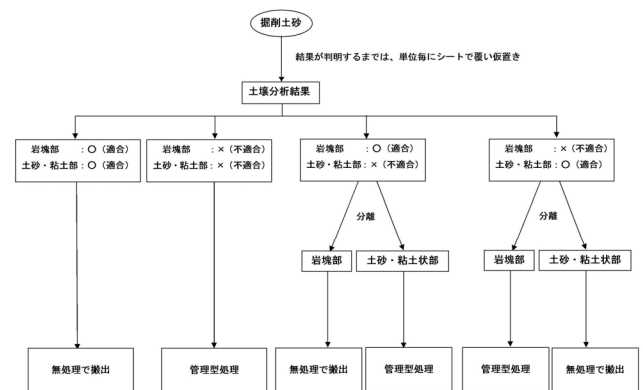 掘削土砂
結果が判明するまでは、単位毎にシートで覆い仮置き
土壌分析結果
岩塊部　：〇（適合）
土砂・粘土部：〇（適合）
岩塊部　：×（不適合）
土砂・粘土部：×（不適合）
岩塊部　：〇（適合）
土砂・粘土部：×（不適合）
岩塊部　：×（不適合）
土砂・粘土部：〇（適合）
分離
分離
岩塊部
土砂・粘土状部
岩塊部
土砂・粘土状部
無処理で搬出
管理型処理
無処理で搬出
管理型処理
管理型処理
無処理で搬出